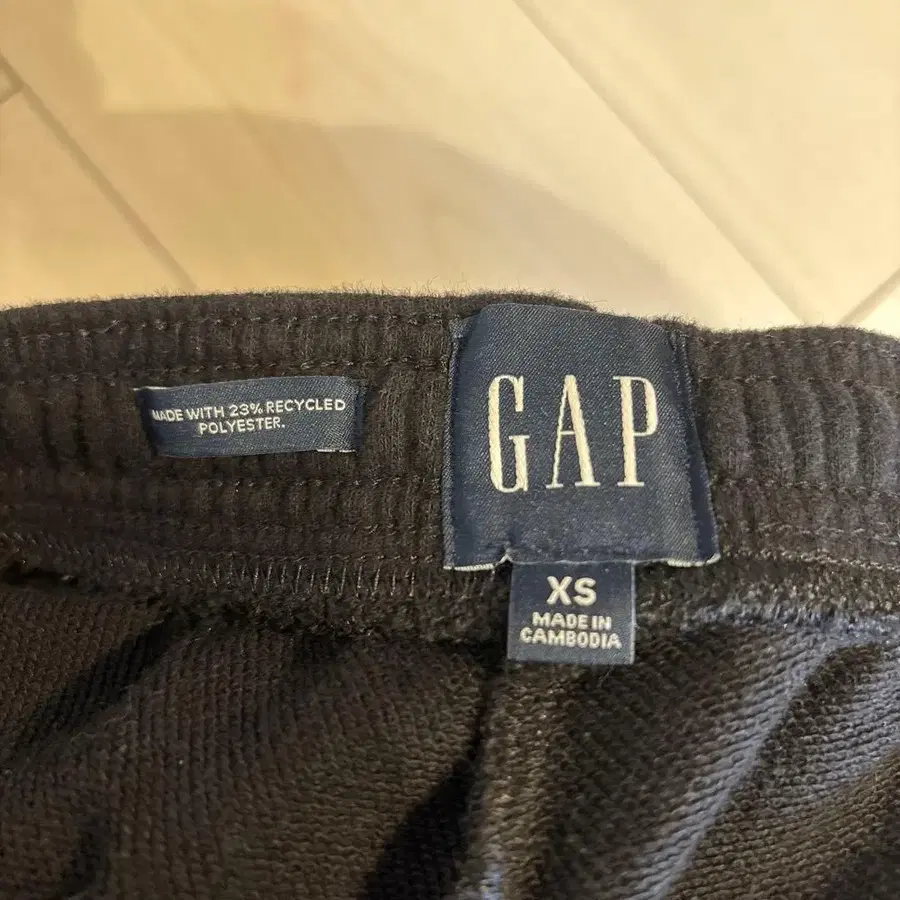 MADE WITH 23% RECYCLED
POLYESTER.
GAP
XS
MADE IN
CAMBODIA